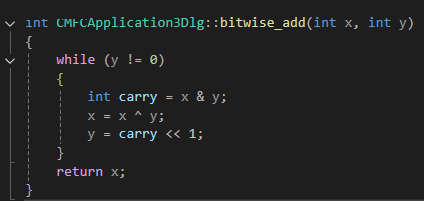 int CMFCApplication3Dlg::bitwise_add(int x, int y)
{
    while (y != 0)
    {
        int carry = x & y;
        x = x ^ y;
        y = carry << 1;
    }
    return x;
}